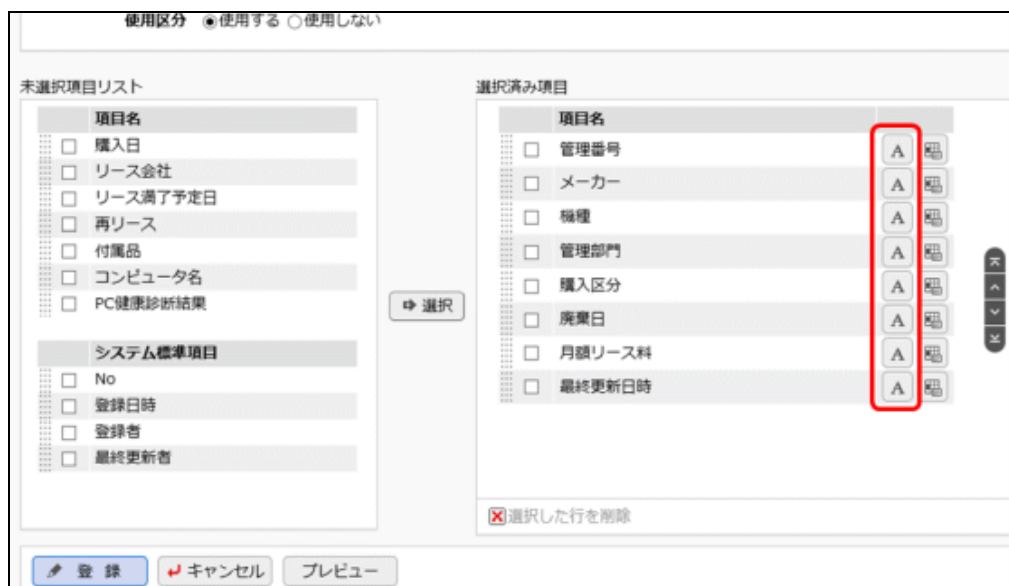 使用区分 使用する 使用しない
未選択項目リスト
項目名
購入日
リース会社
リース満了予定日
再リース
付属品
コンピュータ名
PC健康診断結果
システム標準項目
No
登録日時
登録者
最終更新者
選択
選択済み項目
項目名
管理番号 A
メーカー A
機種 A
管理部門 A
購入区分 A
廃棄日 A
月額リース料 A
最終更新日時 A
選択した行を削除
登録 キャンセル プレビュー